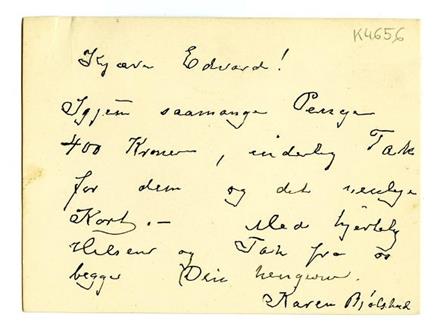 K4656
Kjære Edvard!
Igjen saamange Penge
400 Kroner, inderlig Tak
for dem og det venlige
Kort. – Med hjertelig
Hilsen og Tak fra os
begge Din hengivne.
Karen Bjølstad